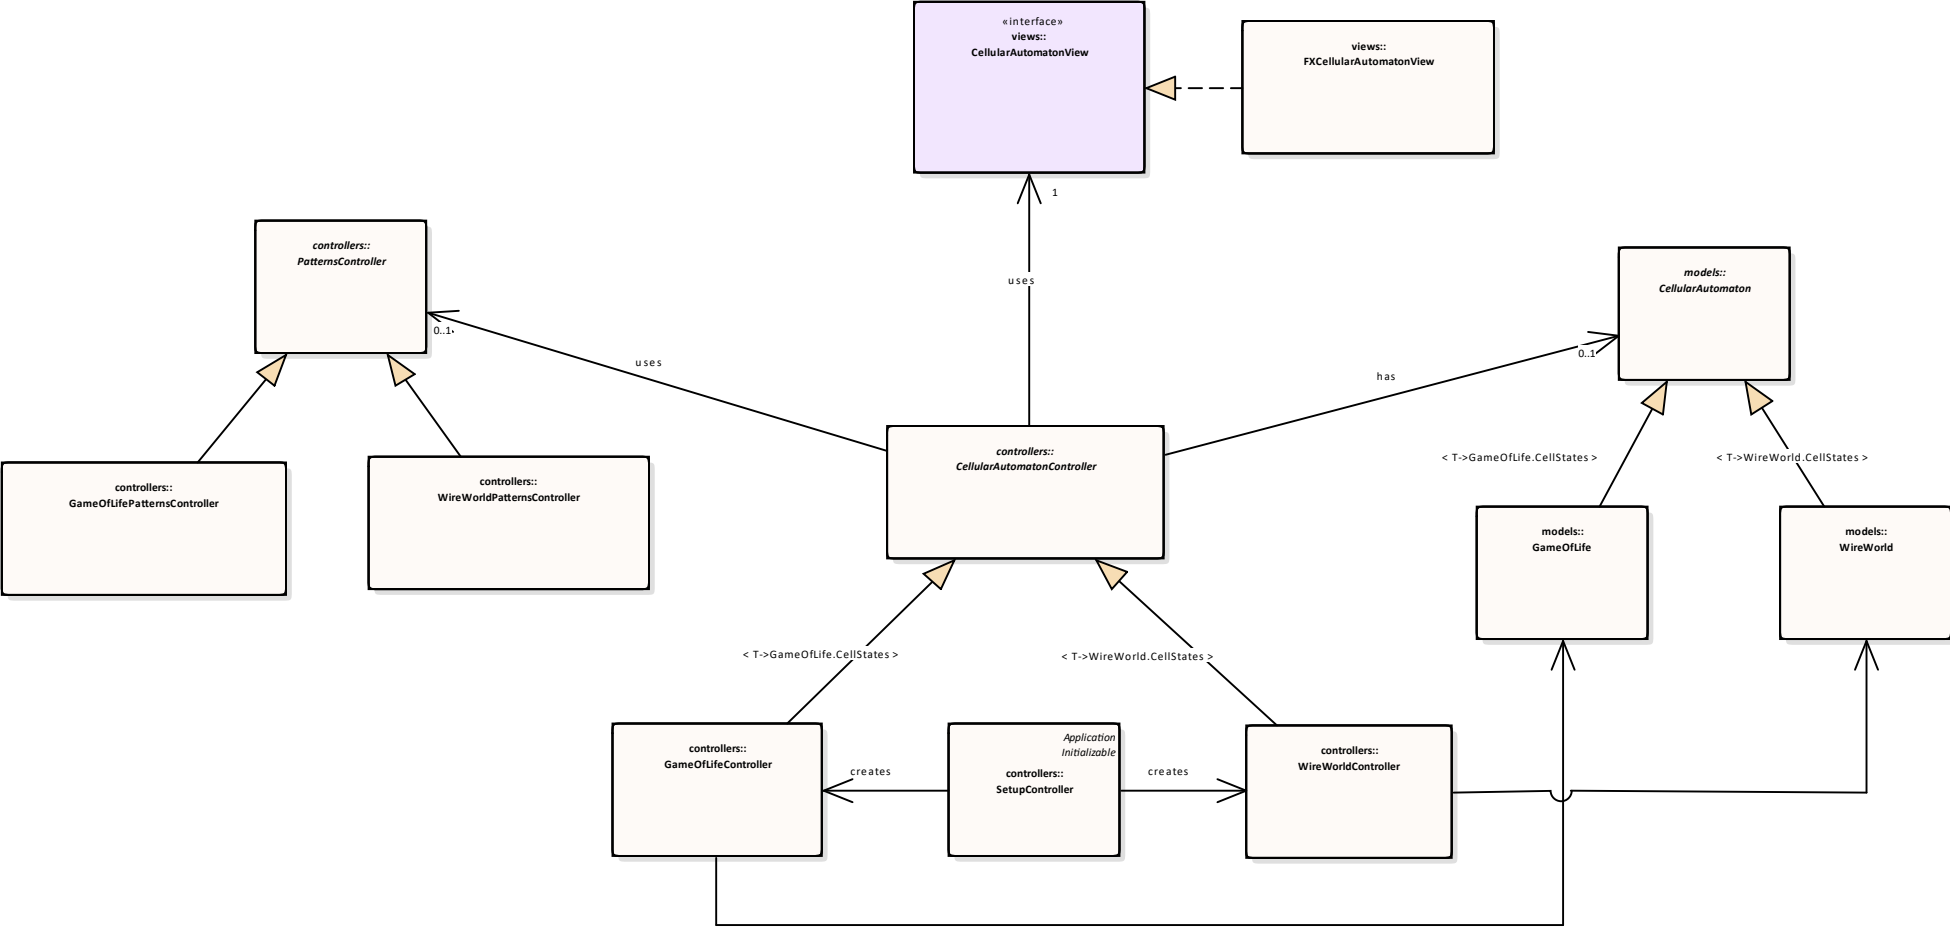 «interface»
views::
CellularAutomatonView
views::
FXCellularAutomatonView
1
controllers::
PatternsController
uses
models::
CellularAutomaton
0..1
uses
0..1
has
controllers::
CellularAutomatonController
< T->GameOfLife.CellStates >
< T->WireWorld.CellStates >
controllers::
GameOfLifePatternsController
controllers::
WireWorldPatternsController
models::
GameOfLife
models::
WireWorld
< T->GameOfLife.CellStates >
< T->WireWorld.CellStates >
controllers::
GameOfLifeController
creates
Application
Initializable
controllers::
SetupController
creates
controllers::
WireWorldController